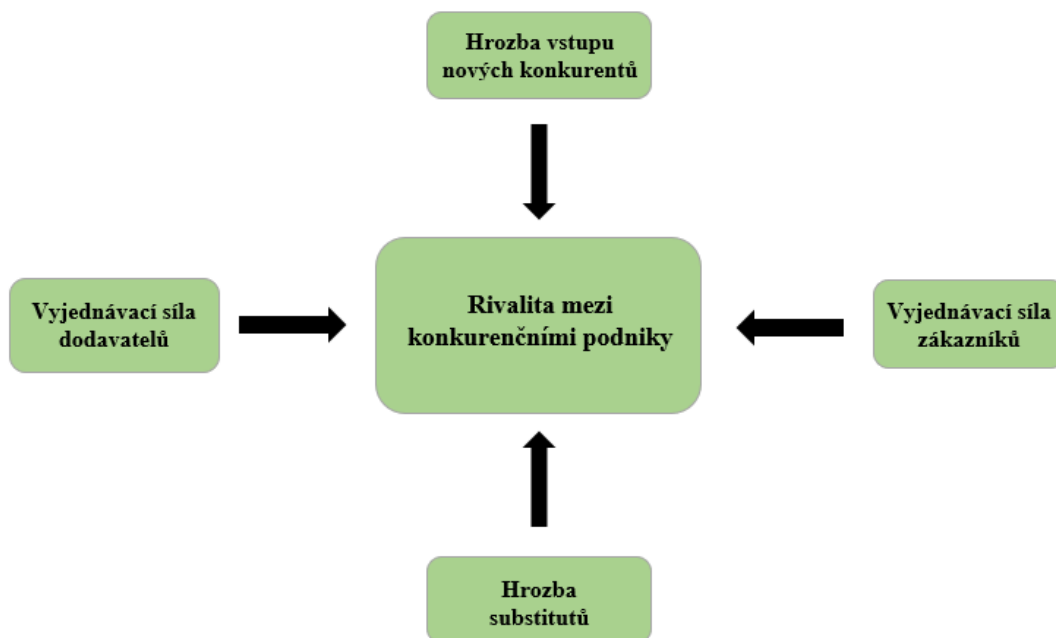 Hrozba vstupu
nových konkurentů
Vyjednávací síla
dodavatelů
Rivalita mezi
konkurenčními podniky
Vyjednávací síla
zákazníků
Hrozba
substitutů